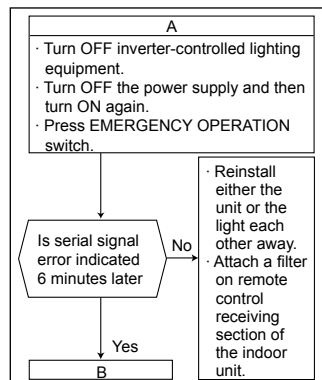 A
· Turn OFF inverter-controlled lighting
equipment.
· Turn OFF the power supply and then
turn ON again.
· Press EMERGENCY OPERATION
switch.
Is serial signal
error indicated
6 minutes later
No
· Reinstall
either the
unit or the
light each
other away.
· Attach a filter
on remote
control
receiving
section of
the indoor
unit.
Yes
B